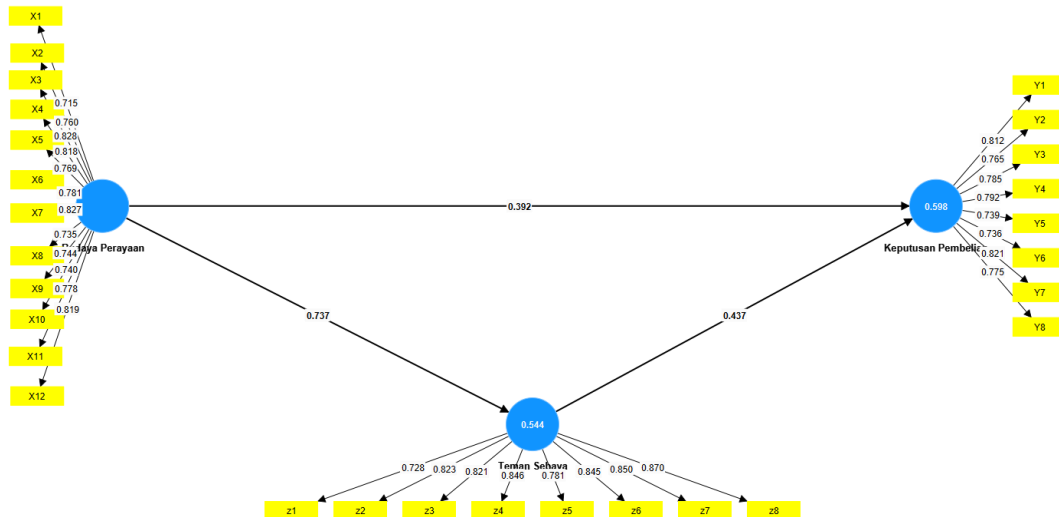 X1
X2
X3
X4
X5
X6
X7
X8
X9
X10
X11
X12
0.715
0.760
0.828
0.818
0.769
0.781
0.827
0.735
0.744
0.740
0.778
0.819
Perayaan
0.392
0.737
0.437
0.598
Keputusan
0.544
Teman Sebaya
0.812
0.765
0.785
0.792
0.739
0.736
0.821
0.775
Y1
Y2
Y3
Y4
Y5
Y6
Y7
Y8
0.728
0.823
0.821
0.846
0.781
0.845
0.850
0.870
z1
z2
z3
z4
z5
z6
z7
z8